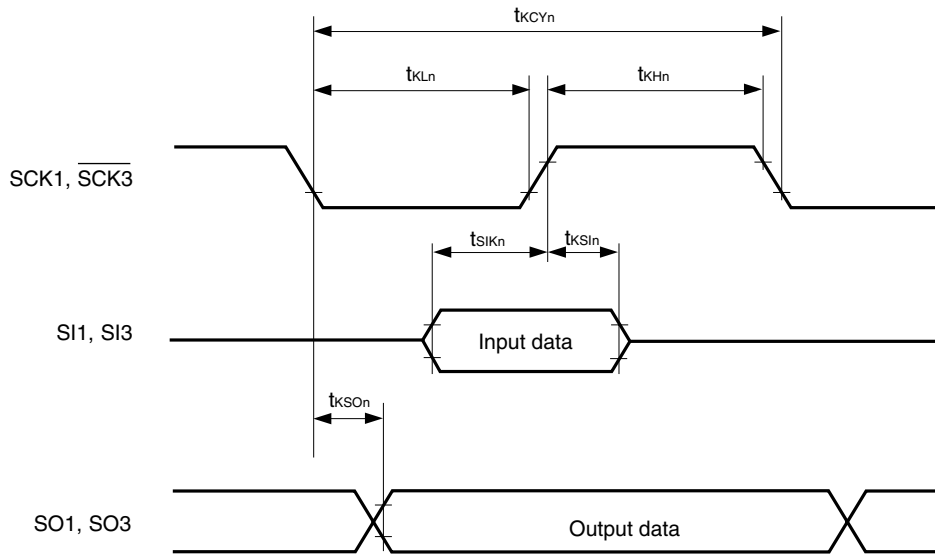 tKCYn
tKLn
tKHn
SCK1, SCK3
tSIKn
tKSIn
SI1, SI3
Input data
tKSOn
SO1, SO3
Output data